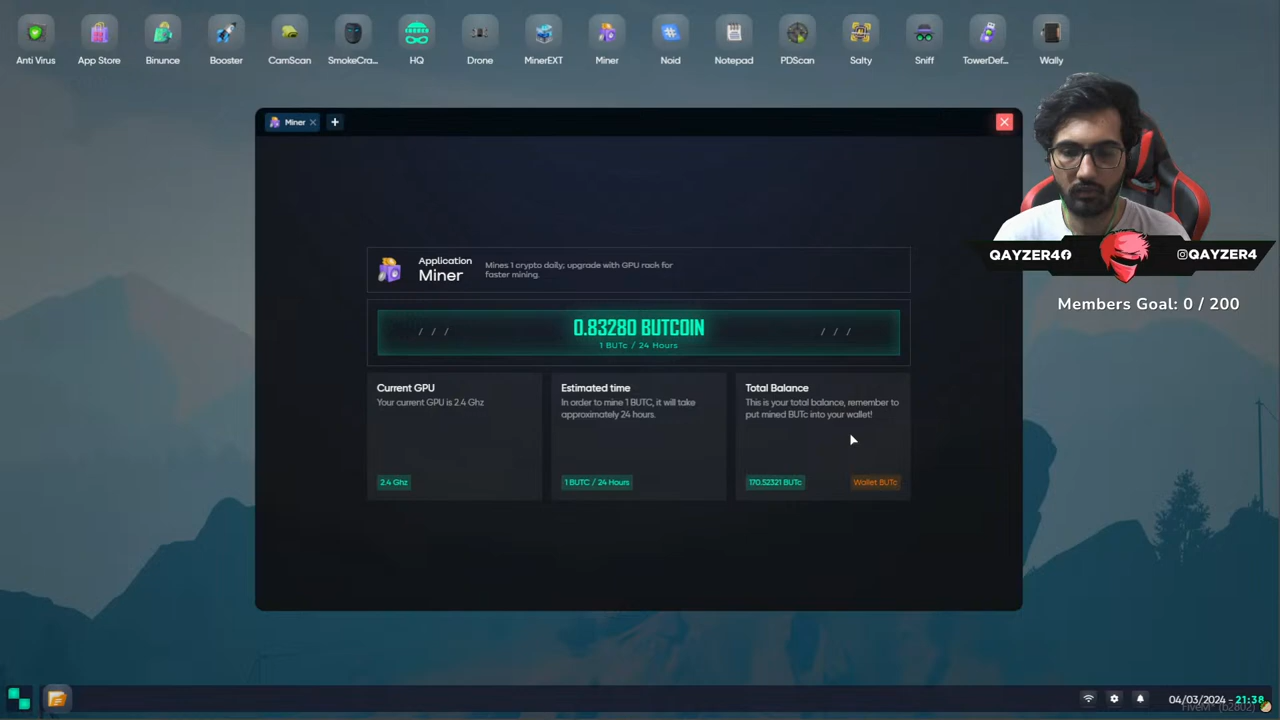 Anti Virus
App Store
Binunce
Booster
CamScan
SmokeCra...
HQ
Drone
MinerEXT
Miner
Noid
Notepad
PDScan
Salty
Sniff
TowerDef...
Wally
Miner
Application
Miner
Mines 1 crypto daily; upgrade with GPU rack for
faster mining.
/ / /
0.83280 BUTCOIN
1 BUTc / 24 Hours
/ / /
Current GPU
Your current GPU is 2.4 Ghz
2.4 Ghz
Estimated time
In order to mine 1 BUTC, it will take
approximately 24 hours.
1 BUTC / 24 Hours
Total Balance
This is your total balance, remember to
put mined BUTc into your wallet!
170.52321 BUTc
Wallet BUTc
QAYZER4
QAYZER4
Members Goal: 0 / 200
04/03/2024 - 21:38
FiveM® (b2802)